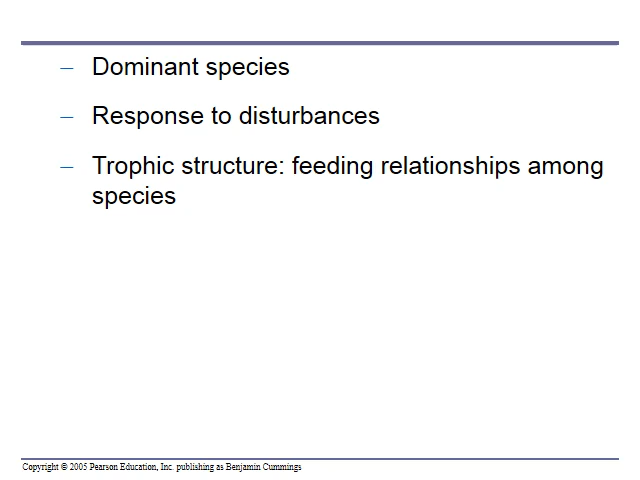 – Dominant species
– Response to disturbances
– Trophic structure: feeding relationships among
species
Copyright © 2005 Pearson Education, Inc. publishing as Benjamin Cummings